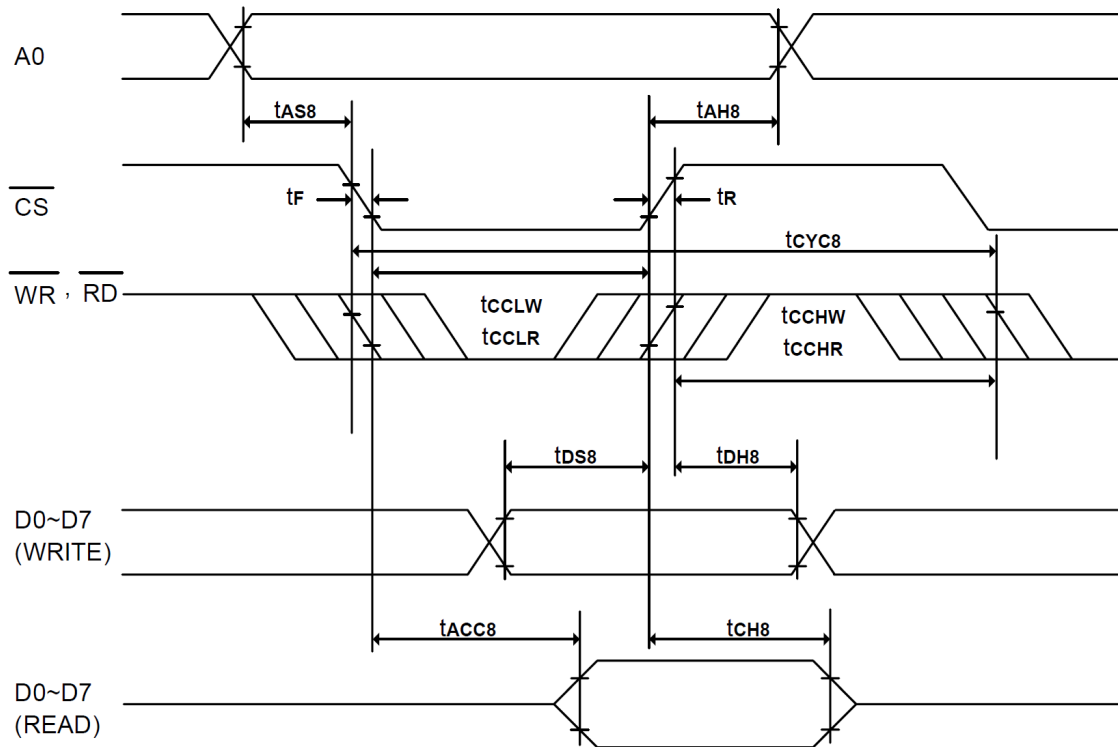 A0
tAS8
tAH8
CS
tF
tR
tCYC8
WR , RD
tCCLW
tCCLR
tCCHW
tCCHR
tDS8
tDH8
D0~D7
(WRITE)
tACC8
tCH8
D0~D7
(READ)